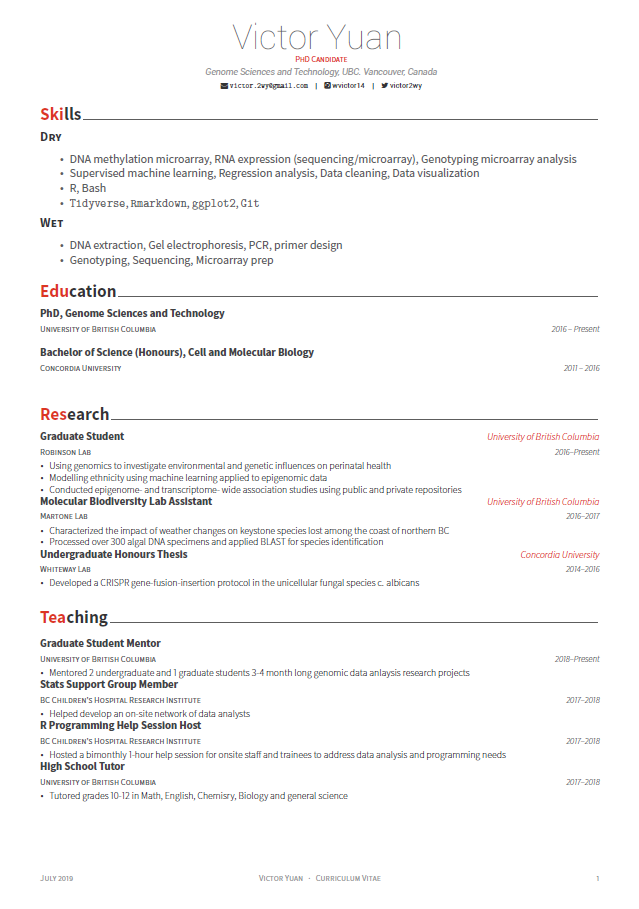 Victor Yuan
PhD Candidate
Genome Sciences and Technology, UBC. Vancouver, Canada
victor.2wy@gmail.com | wvictor14 | victor2wy
Skills
Dry
• DNA methylation microarray, RNA expression (sequencing/microarray), Genotyping microarray analysis
• Supervised machine learning, Regression analysis, Data cleaning, Data visualization
• R, Bash
• Tidyverse, Rmarkdown, ggplot2, Git
Wet
• DNA extraction, Gel electrophoresis, PCR, primer design
• Genotyping, Sequencing, Microarray prep
Education
PhD, Genome Sciences and Technology
University of British Columbia 2016 – Present
Bachelor of Science (Honours), Cell and Molecular Biology
Concordia University 2011 – 2016
Research
Graduate Student University of British Columbia
Robinson Lab 2016–Present
• Using genomics to investigate environmental and genetic influences on perinatal health
• Modelling ethnicity using machine learning applied to epigenomic data
• Conducted epigenome- and transcriptome- wide association studies using public and private repositories
Molecular Biodiversity Lab Assistant University of British Columbia
Martone Lab 2016–2017
• Characterized the impact of weather changes on keystone species lost among the coast of northern BC
• Processed over 300 algal DNA specimens and applied BLAST for species identification
Undergraduate Honours Thesis Concordia University
Whiteway Lab 2014–2016
• Developed a CRISPR gene-fusion-insertion protocol in the unicellular fungal species c. albicans
Teaching
Graduate Student Mentor
University of British Columbia 2018–Present
• Mentored 2 undergraduate and 1 graduate students 3-4 month long genomic data anlaysis research projects
Stats Support Group Member
BC Children's Hospital Research Institute 2017–2018
• Helped develop an on-site network of data analysts
R Programming Help Session Host
BC Children's Hospital Research Institute 2017–2018
• Hosted a bimonthly 1-hour help session for onsite staff and trainees to address data analysis and programming needs
High School Tutor
University of British Columbia 2017–2018
• Tutored grades 10-12 in Math, English, Chemisry, Biology and general science
July 2019 Victor Yuan · Curriculum Vitae 1